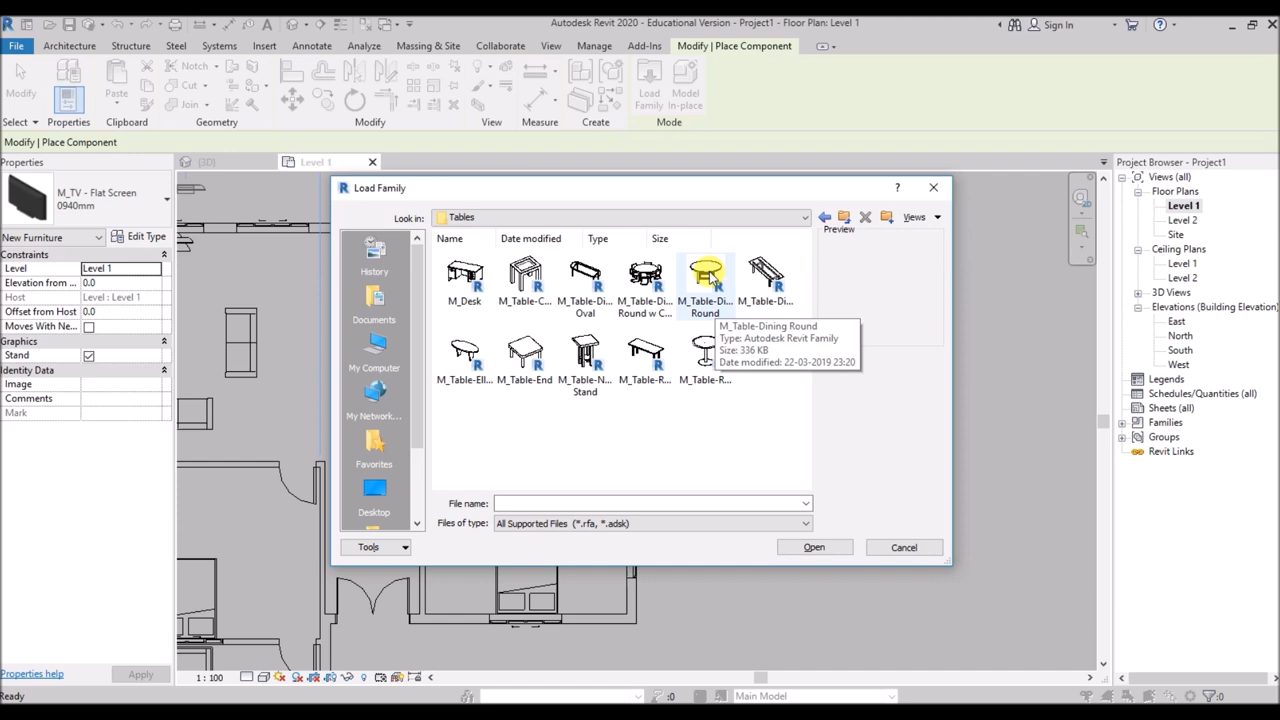 Autodesk Revit 2020 - Educational Version - Project1 - Floor Plan: Level 1
Sign In
File Architecture Structure Steel Systems Insert Annotate Analyze Massing & Site Collaborate View Manage Add-Ins Modify | Place Component
Modify
Paste
Notch
Cut
Join
Load Family
Model In-place
Select Properties Clipboard Geometry Modify View Measure Create Mode
Modify | Place Component
Properties
(3D)
Level 1
Project Browser - Project1
M_TV - Flat Screen
0940mm
New Furniture
Edit Type
Constraints
Level Level 1
Elevation from ... 0.0
Host Level : Level 1
Offset from Host 0.0
Moves With Ne...
Graphics
Stand
Identity Data
Image
Comments
Mark
Properties help
Apply
Load Family
Look in: Tables
Views
Name Date modified Type Size
Preview
History
Documents
My Computer
My Network...
Favorites
Desktop
M_Desk
M_Table-C...
M_Table-Di... Oval
M_Table-Di... Round w C...
M_Table-Di... Round
M_Table-Di...
M_Table-Dining Round
Type: Autodesk Revit Family
Size: 336 KB
Date modified: 22-03-2019 23:20
M_Table-Ell...
M_Table-End
M_Table-N... Stand
M_Table-R...
M_Table-R...
File name:
Files of type: All Supported Files (*.rfa, *.adsk)
Tools
Open
Cancel
Views (all)
Floor Plans
Level 1
Level 2
Site
Ceiling Plans
Level 1
Level 2
3D Views
Elevations (Building Elevation)
East
North
South
West
Legends
Schedules/Quantities (all)
Sheets (all)
Families
Groups
Revit Links
1 : 100
Ready
:0
Main Model
:0